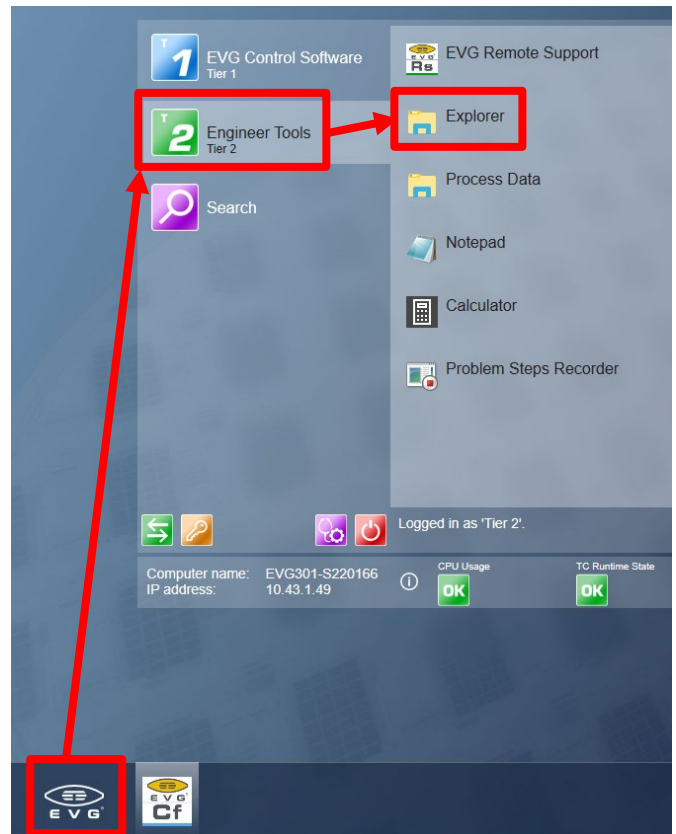 T
1
EVG Control Software
Tier 1
T
2
Engineer Tools
Tier 2
Search
EVG
Rs
EVG Remote Support
Explorer
Process Data
Notepad
Calculator
Problem Steps Recorder
Logged in as 'Tier 2'.
Computer name: EVG301-S220166
IP address: 10.43.1.49
CPU Usage
OK
TC Runtime State
OK
EVG
EVG
Cf